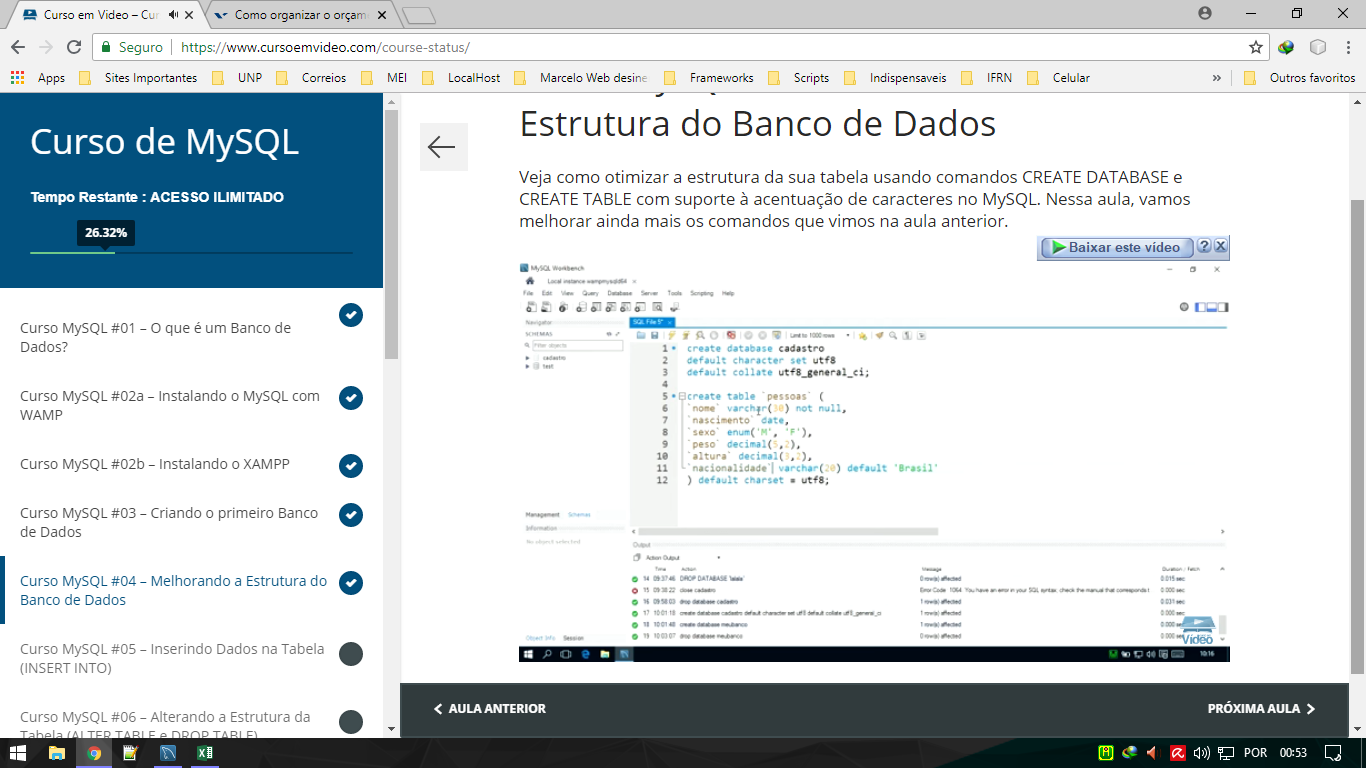 Curso em Vídeo – Cur
Como organizar o orçame
Seguro
https://www.cursoemvideo.com/course-status/
Apps
Sites Importantes
UNP
Correios
MEI
LocalHost
Marcelo Web desine
Frameworks
Scripts
Indispensaveis
IFRN
Celular
»
Outros favoritos
Curso de MySQL
Tempo Restante : ACESSO ILIMITADO
26.32%
Curso MySQL #01 – O que é um Banco de
Dados?
Curso MySQL #02a – Instalando o MySQL com
WAMP
Curso MySQL #02b – Instalando o XAMPP
Curso MySQL #03 – Criando o primeiro Banco
de Dados
Curso MySQL #04 – Melhorando a Estrutura do
Banco de Dados
Curso MySQL #05 – Inserindo Dados na Tabela
(INSERT INTO)
Curso MySQL #06 – Alterando a Estrutura da
Tabela (ALTER TABLE e DROP TABLE)
Estrutura do Banco de Dados
Veja como otimizar a estrutura da sua tabela usando comandos CREATE DATABASE e
CREATE TABLE com suporte à acentuação de caracteres no MySQL. Nessa aula, vamos
melhorar ainda mais os comandos que vimos na aula anterior.
Baixar este vídeo ? X
MySQL Workbench
Local instance wampmysqld64
File Edit View Query Database Server Tools Scripting Help
Navigator
SCHEMAS
Filter objects
cadastro
test
Management Schemas
Information
No object selected
Object Info Session
SQL File 5*
Limit to 1000 rows
1 create database cadastro
2 default character set utf8
3 default collate utf8_general_ci;
4
5 create table `pessoas` (
6 `nome` varchar(30) not null,
7 `nascimento` date,
8 `sexo` enum('M', 'F'),
9 `peso` decimal(5,2),
10 `altura` decimal(3,2),
11 `nacionalidade` varchar(20) default 'Brasil'
12 ) default charset = utf8;
Output
Action Output
Time Action Message Duration / Fetch
14 09:37:46 DROP DATABASE 0 row(s) affected 0.015 sec
15 09:38:22 close cadastro Error Code: 1064. You have an error in your SQL syntax; check the manual that corresponds t 0.000 sec
16 09:58:03 drop database cadastro 1 row(s) affected 0.031 sec
17 10:01:18 create database cadastro default character set utf8 default collate utf8_general_ci 1 row(s) affected 0.000 sec
18 10:01:48 create database meubanco 1 row(s) affected 0.000 sec
19 10:03:07 drop database meubanco 0 row(s) affected 0.000 sec
Vídeo
10:16
AULA ANTERIOR
PRÓXIMA AULA
POR
00:53